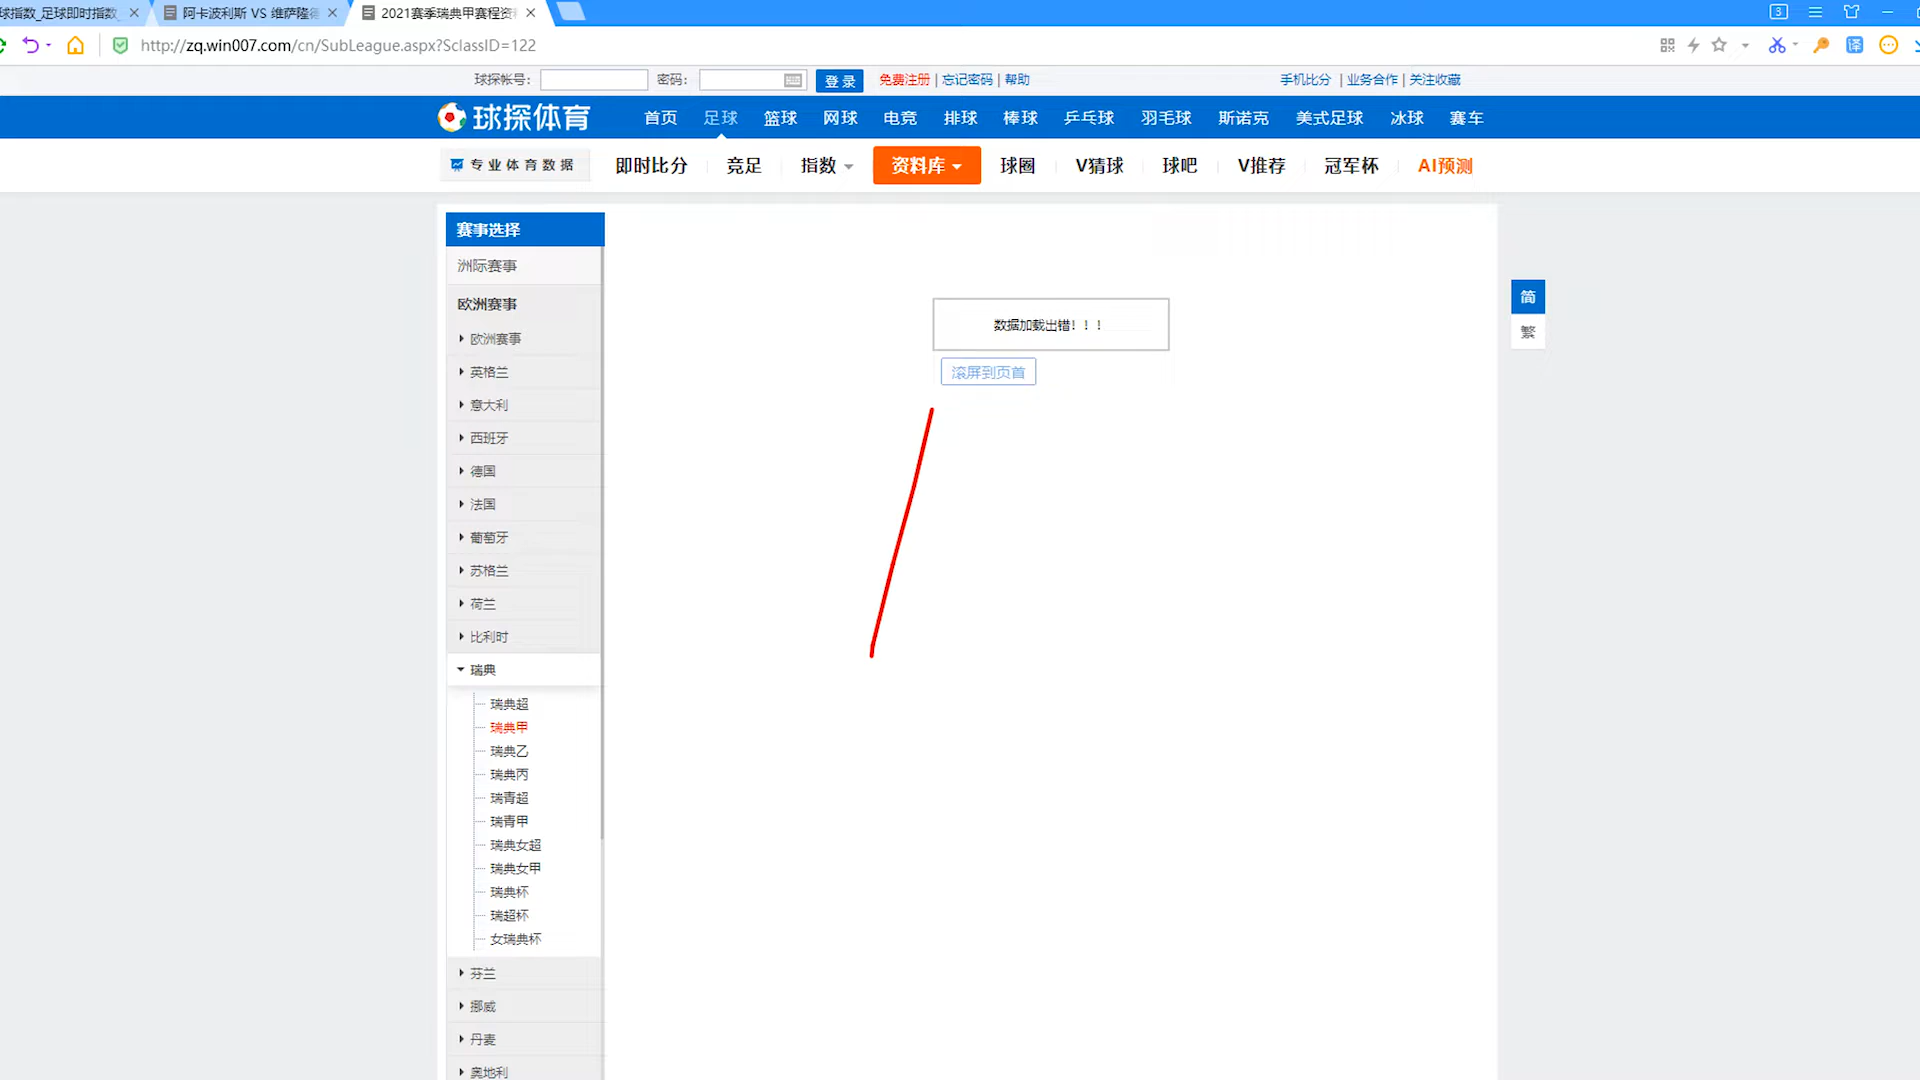 球指数_足球即时指数_
阿卡波利斯 VS 维萨隆德
2021赛季瑞典甲赛程资
http://zq.win007.com/cn/SubLeague.aspx?SclassID=122
译
球探帐号:
密码:
登 录
免费注册 | 忘记密码 | 帮助
手机比分 | 业务合作 | 关注收藏
球探体育
首页 足球 篮球 网球 电竞 排球 棒球 乒乓球 羽毛球 斯诺克 美式足球 冰球 赛车
专业体育数据
即时比分 竞足 指数 资料库 球圈 V猜球 球吧 V推荐 冠军杯 AI预测
赛事选择
洲际赛事
欧洲赛事
欧洲赛事
英格兰
意大利
西班牙
德国
法国
葡萄牙
苏格兰
荷兰
比利时
瑞典
瑞典超
瑞典甲
瑞典乙
瑞典丙
瑞青超
瑞青甲
瑞典女超
瑞典女甲
瑞典杯
瑞超杯
女瑞典杯
芬兰
挪威
丹麦
奥地利
数据加载出错！！！
滚屏到页首
简
繁